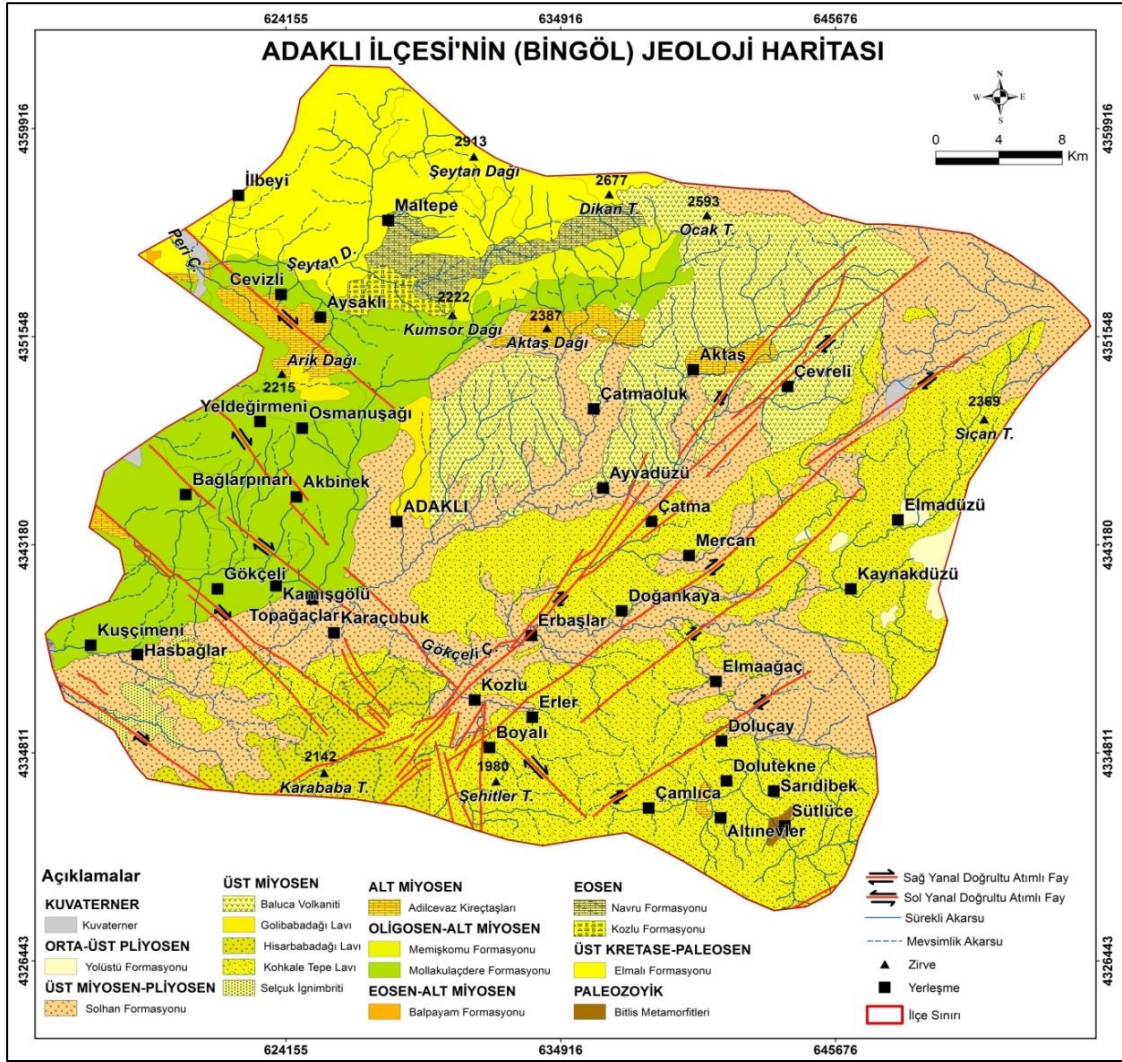 624155
634916
645676
ADAKLI İLÇESİ'NİN (BİNGÖL) JEOLOJİ HARİTASI
N
W E
S
0 4 8
Km
4359916
4359916
2913
Şeytan Dağı
İlbeyi
2677
Dikan T.
2593
Ocak T.
Maltepe
Peri Ç.
Şeytan D.
Cevizli
Aysaklı
2222
Kumsor Dağı
2387
Aktaş Dağı
4351548
4351548
Arik Dağı
2215
Aktaş
Çevreli
Çatmaoluk
2369
Sıçan T.
Yeldeğirmeni
Osmanuşağı
Bağlarpınarı
Akbinek
Ayvadüzü
ADAKLI
Çatma
Elmadüzü
4343180
4343180
Mercan
Gökçeli
Kamışgölü
Kaynakdüzü
Topağaçlar
Karaçubuk
Doğankaya
Erbaşlar
Kuşçimeni
Hasbağlar
Gökçeli Ç.
Elmaağaç
Kozlu
Erler
Boyalı
Doluçay
4334811
4334811
2142
Karababa T.
1980
Şehitler T.
Dolutekne
Sarıdibek
Çamlıca
Sütlüce
Altınevler
Açıklamalar
KUVATERNER
Kuvaterner
ORTA-ÜST PLİYOSEN
Yolüstü Formasyonu
ÜST MİYOSEN-PLİYOSEN
Solhan Formasyonu
ÜST MİYOSEN
Baluca Volkaniti
Golibabadağı Lavı
Hisarbabadağı Lavı
Kohkale Tepe Lavı
Selçuk İgnimbriti
ALT MİYOSEN
Adilcevaz Kireçtaşları
OLİGOSEN-ALT MİYOSEN
Memişkomu Formasyonu
Mollakulaçdere Formasyonu
EOSEN-ALT MİYOSEN
Balpayam Formasyonu
EOSEN
Navru Formasyonu
Kozlu Formasyonu
ÜST KRETASE-PALEOSEN
Elmalı Formasyonu
PALEOZOYİK
Bitlis Metamorfitleri
Sağ Yanal Doğrultu Atımlı Fay
Sol Yanal Doğrultu Atımlı Fay
Sürekli Akarsu
Mevsimlik Akarsu
Zirve
Yerleşme
İlçe Sınırı
4326443
4326443
624155
634916
645676